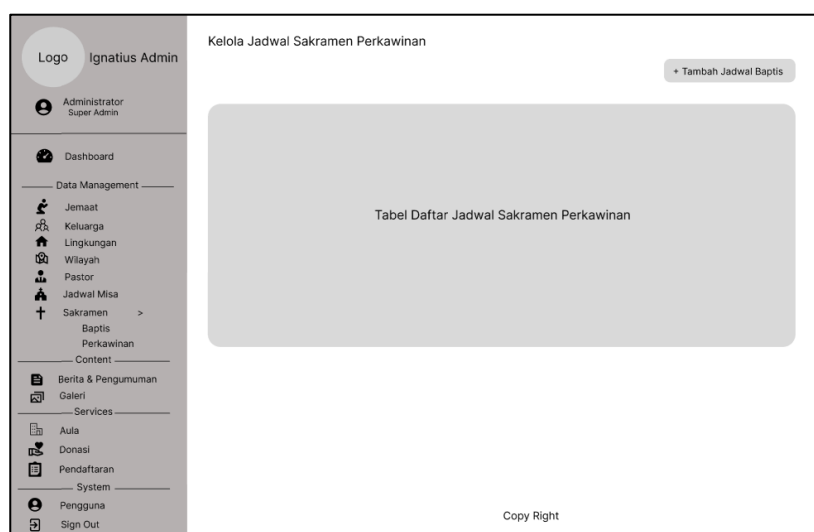 Logo
Ignatius Admin
Administrator
Super Admin
Dashboard
Data Management
Jemaat
Keluarga
Lingkungan
Wilayah
Pastor
Jadwal Misa
Sakramen >
Baptis
Perkawinan
Content
Berita & Pengumuman
Galeri
Services
Aula
Donasi
Pendaftaran
System
Pengguna
Sign Out
Kelola Jadwal Sakramen Perkawinan
+ Tambah Jadwal Baptis
Tabel Daftar Jadwal Sakramen Perkawinan
Copy Right